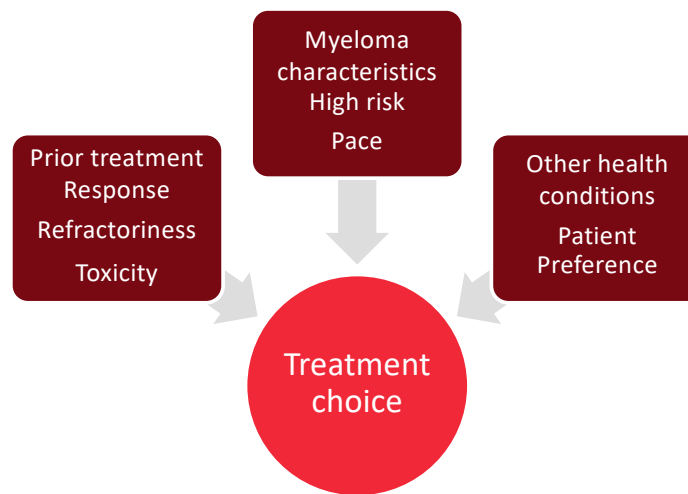 Myeloma
characteristics
High risk
Pace
Prior treatment
Response
Refractoriness
Toxicity
Other health
conditions
Patient
Preference
Treatment
choice